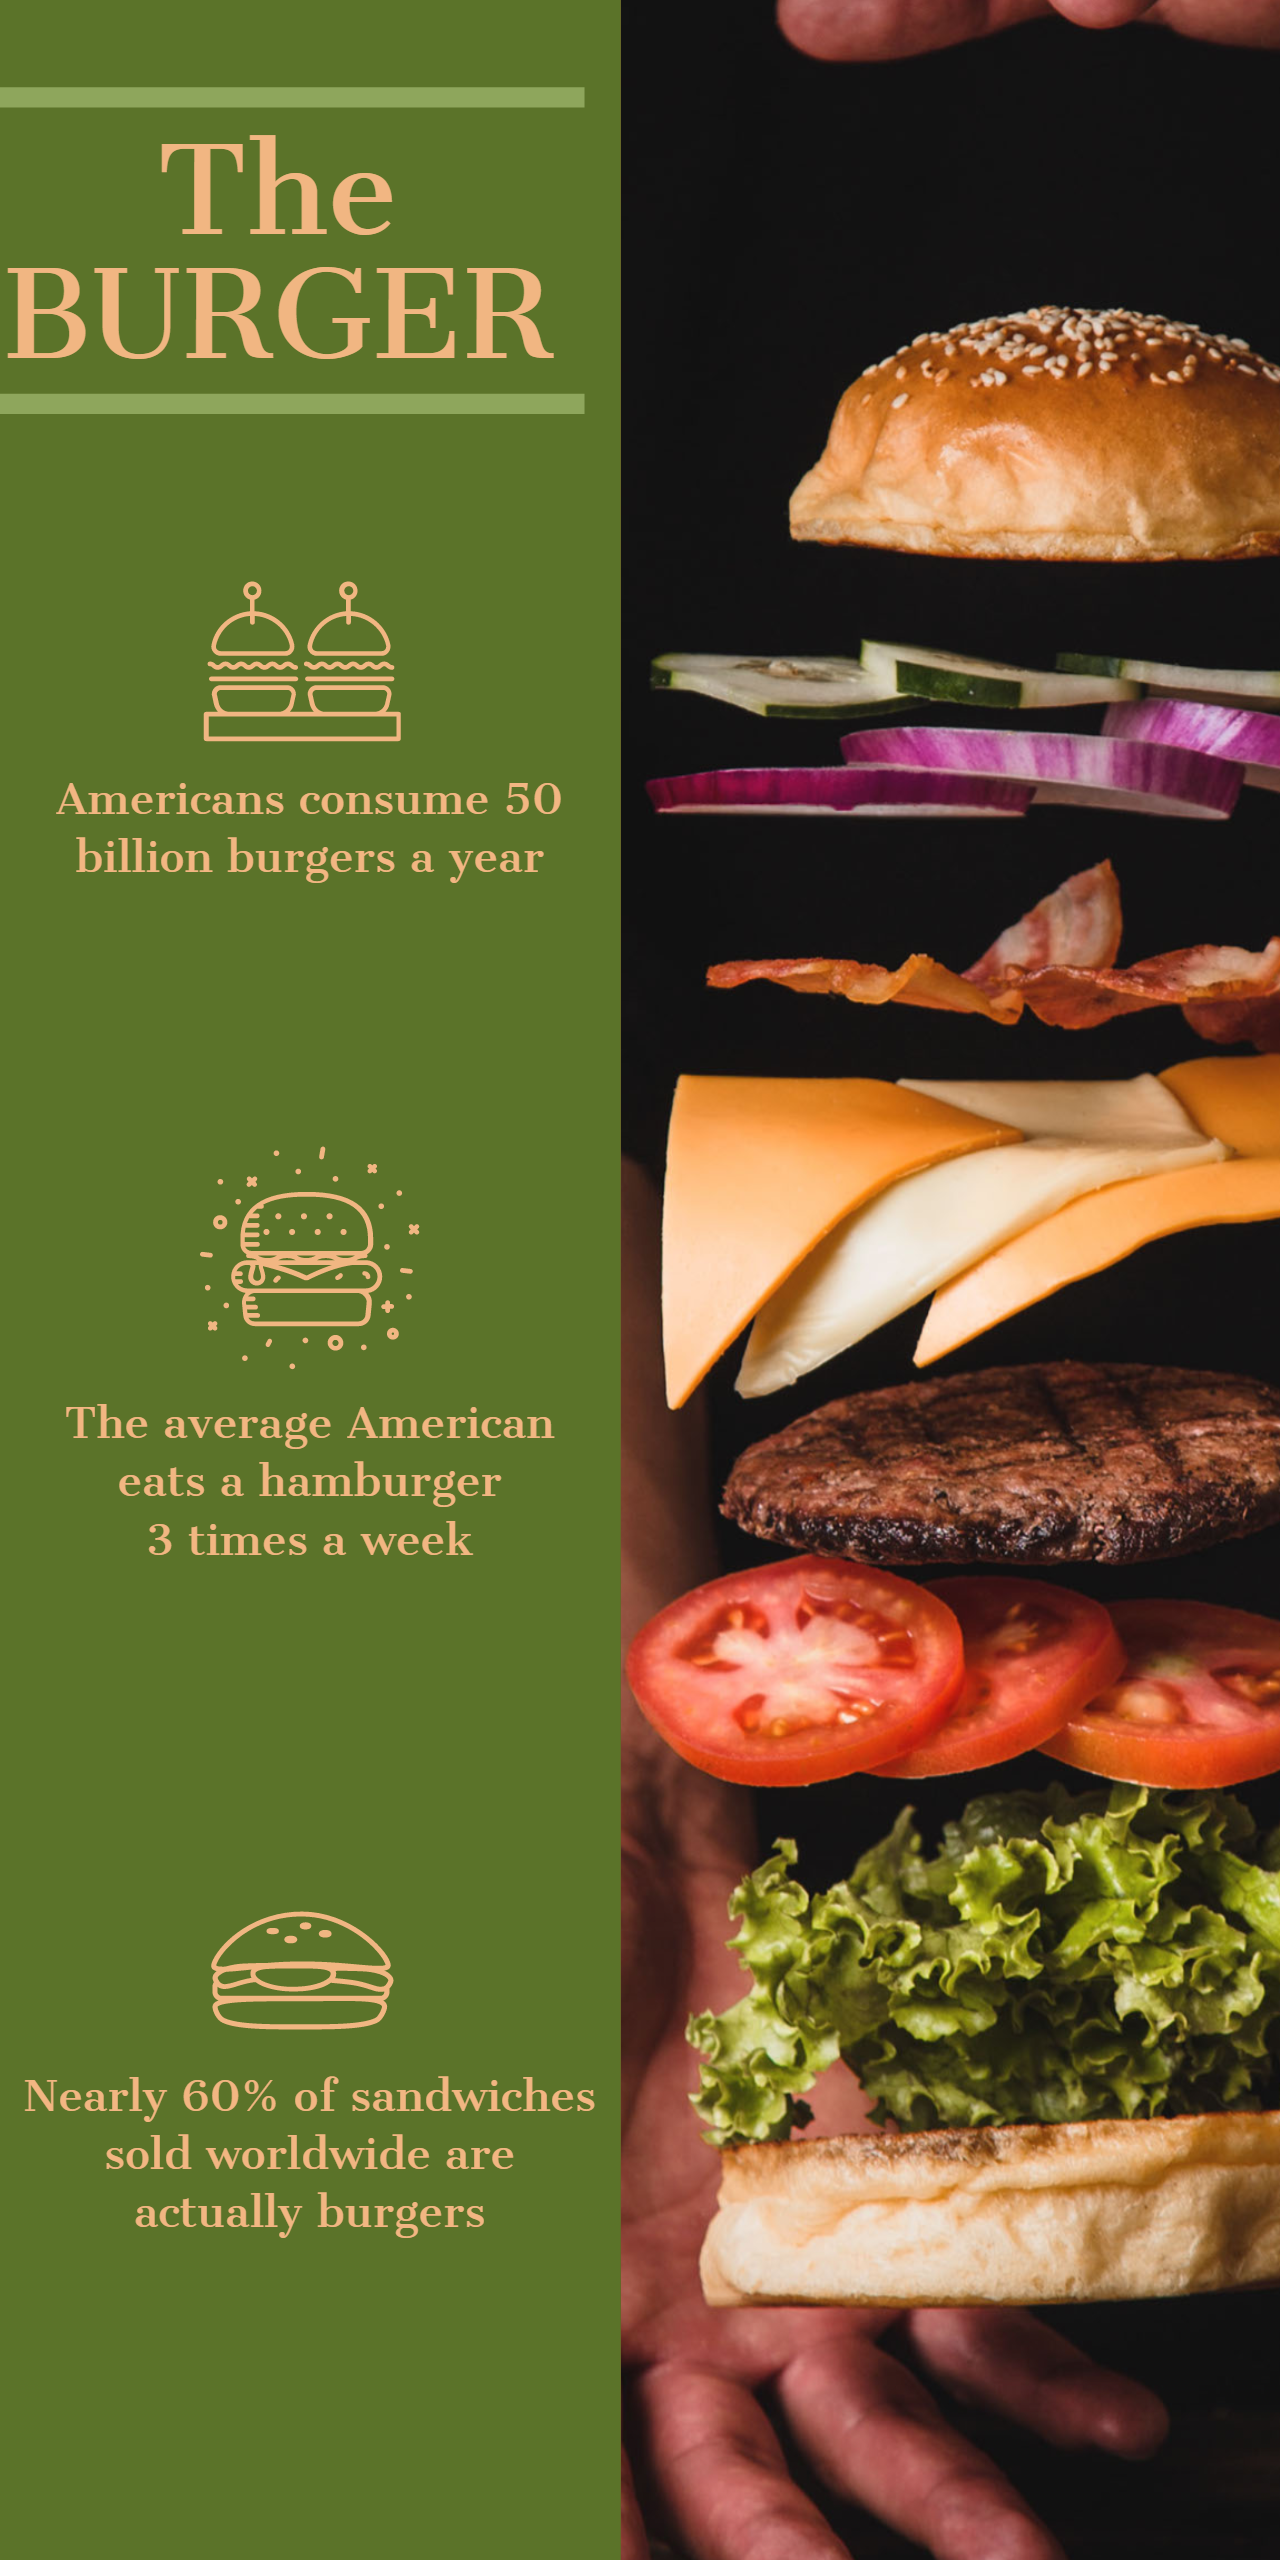 The
BURGER
Americans consume 50
billion burgers a year
The average American
eats a hamburger
3 times a week
Nearly 60% of sandwiches
sold worldwide are
actually burgers